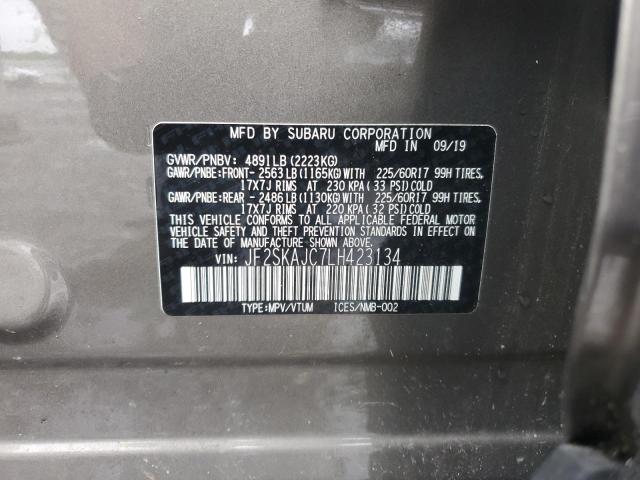 MFD BY SUBARU CORPORATION
MFD IN 09/19
GVWR/PNBV: 4891LB(2223KG)
GAWR/PNBE:FRONT-2563LB(1165KG)WITH 225/60R17 99H TIRES,
17X7J RIMS AT 230 KPA(33 PSI)COLD
GAWR/PNBE:REAR -2486LB(1130KG)WITH 225/60R17 99H TIRES,
17X7J RIMS AT 220 KPA(32 PSI)COLD
THIS VEHICLE CONFORMS TO ALL APPLICABLE FEDERAL MOTOR
VEHICLE SAFETY AND THEFT PREVENTION STANDARDS IN EFFECT
ON THE DATE OF MANUFACTURE SHOWN ABOVE.
VIN: JF2SKAJC7LH423134
TYPE:MPV/VTUM ICES/NMB-002